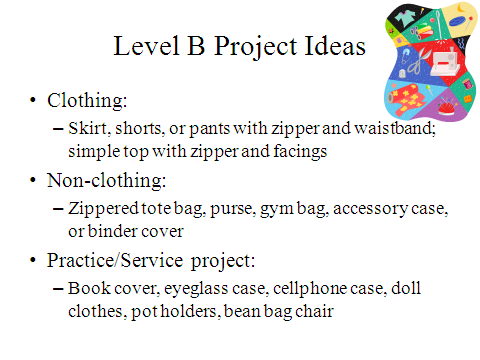 Level B Project Ideas
• Clothing:
– Skirt, shorts, or pants with zipper and waistband;
simple top with zipper and facings
• Non-clothing:
– Zippered tote bag, purse, gym bag, accessory case,
or binder cover
• Practice/Service project:
– Book cover, eyeglass case, cellphone case, doll
clothes, pot holders, bean bag chair